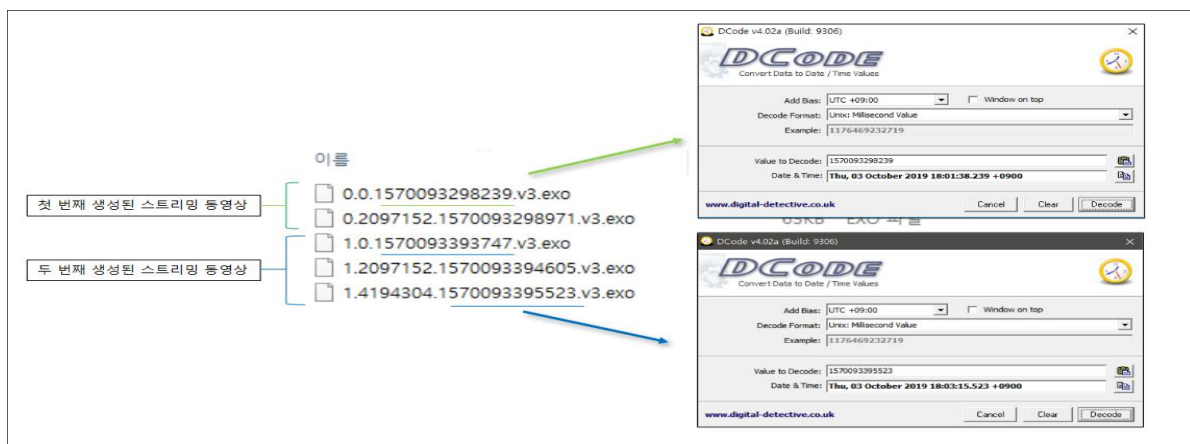 이름
첫 번째 생성된 스트리밍 동영상
0.0.1570093298239.v3.exo
0.2097152.1570093298971.v3.exo
두 번째 생성된 스트리밍 동영상
1.0.1570093393747.v3.exo
1.2097152.1570093394605.v3.exo
1.4194304.1570093395523.v3.exo
DCode v4.02a (Build: 9306)
DCODE
Convert Data to Date / Time Values
Add Bias: UTC +09:00 Window on top
Decode Format: Unix: Millisecond Value
Example: 1176469232719
Value to Decode: 1570093298239
Date & Time: Thu, 03 October 2019 18:01:38.239 +0900
www.digital-detective.co.uk Cancel Clear Decode
EXO 파일
DCode v4.02a (Build: 9306)
DCODE
Convert Data to Date / Time Values
Add Bias: UTC +09:00 Window on top
Decode Format: Unix: Millisecond Value
Example: 1176469232719
Value to Decode: 1570093395523
Date & Time: Thu, 03 October 2019 18:03:15.523 +0900
www.digital-detective.co.uk Cancel Clear Decode